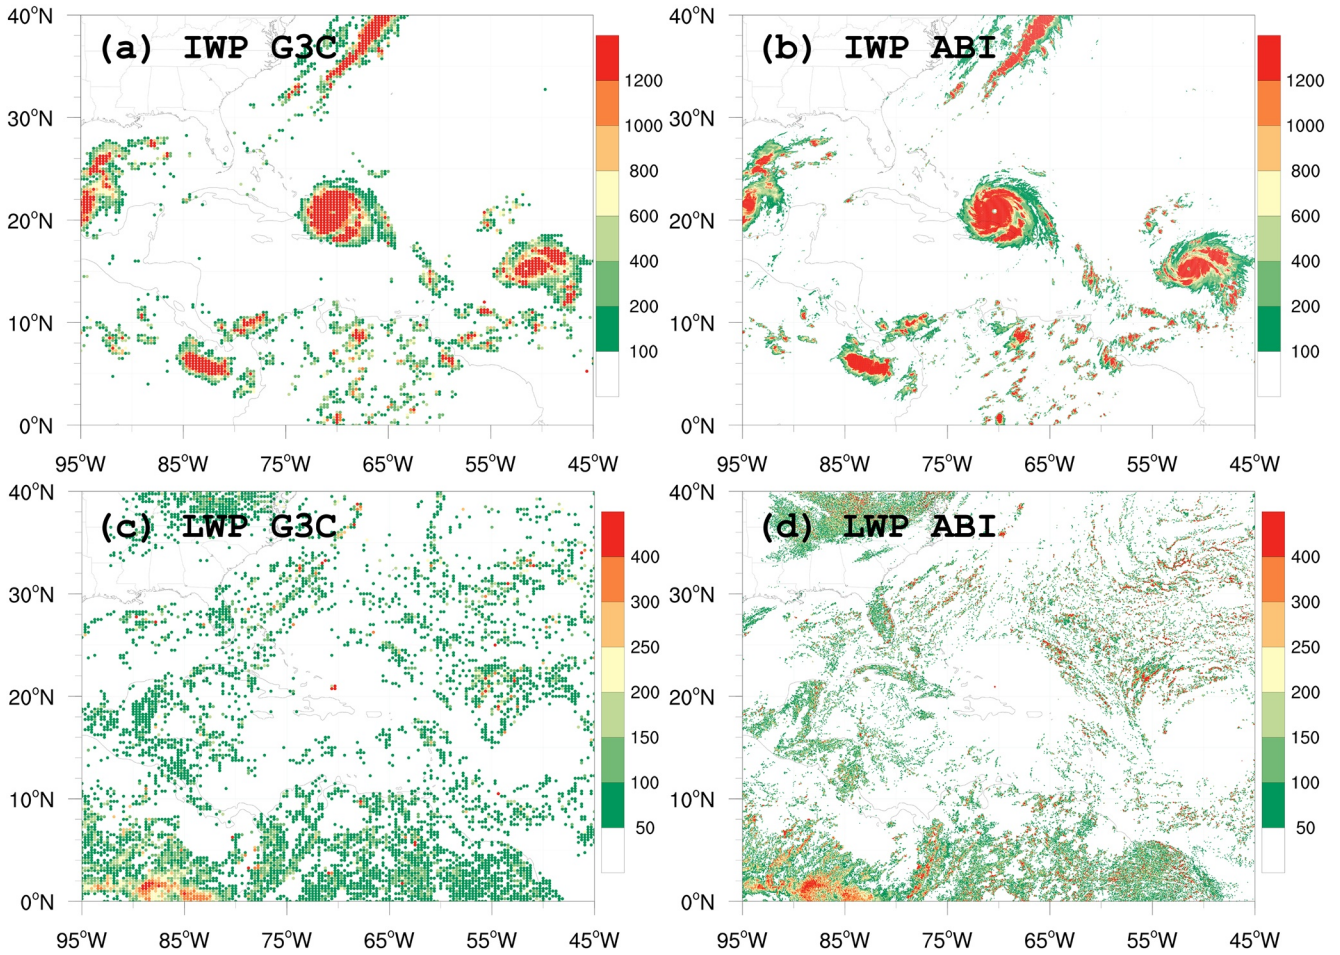 (a) IWP G3C
40°N
30°N
20°N
10°N
0°N
95°W 85°W 75°W 65°W 55°W 45°W
1200
1000
800
600
400
200
100
(b) IWP ABI
40°N
30°N
20°N
10°N
0°N
95°W 85°W 75°W 65°W 55°W 45°W
1200
1000
800
600
400
200
100
(c) LWP G3C
40°N
30°N
20°N
10°N
0°N
95°W 85°W 75°W 65°W 55°W 45°W
400
300
250
200
150
100
50
(d) LWP ABI
40°N
30°N
20°N
10°N
0°N
95°W 85°W 75°W 65°W 55°W 45°W
400
300
250
200
150
100
50